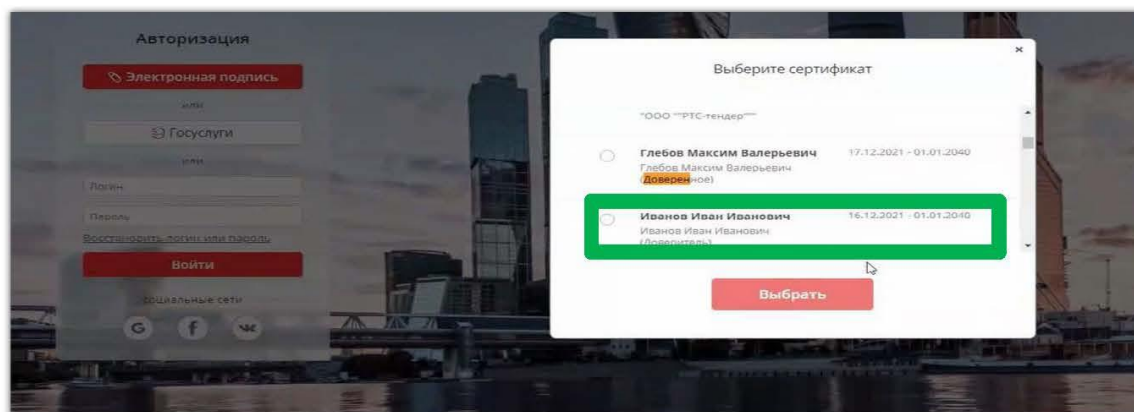 Авторизация
Электронная подпись
или
Госуслуги
или
Логин
Пароль
Восстановить логин или пароль
Войти
социальные сети
G f
×
Выберите сертификат
"ООО ""РТС-тендер"""
Глебов Максим Валерьевич 17.12.2021 - 01.01.2040
Глебов Максим Валерьевич
(Доверенное)
Иванов Иван Иванович 16.12.2021 - 01.01.2040
Иванов Иван Иванович
(Доверитель)
Выбрать